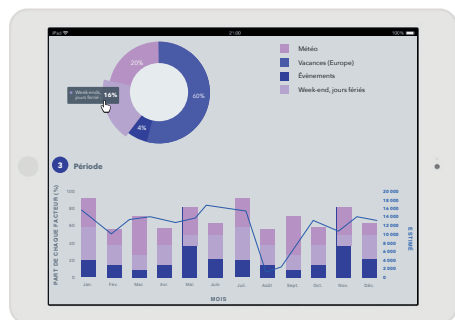 iPad
21:00
100%
Météo
Vacances (Europe)
Événements
Week-end, jours fériés
20%
60%
4%
Week-ends,
jours fériés
16%
3 Période
PART DE CHAQUE FACTEUR (%)
100
80
60
40
20
0
20 000
18 000
16 000
14 000
12 000
10 000
8 000
6 000
4 000
2 000
0
ESTIMÉ
Jan. Fév. Mar. Avr. Mai. Juin. Juil. Août Sept. Oct. Nov. Déc.
MOIS